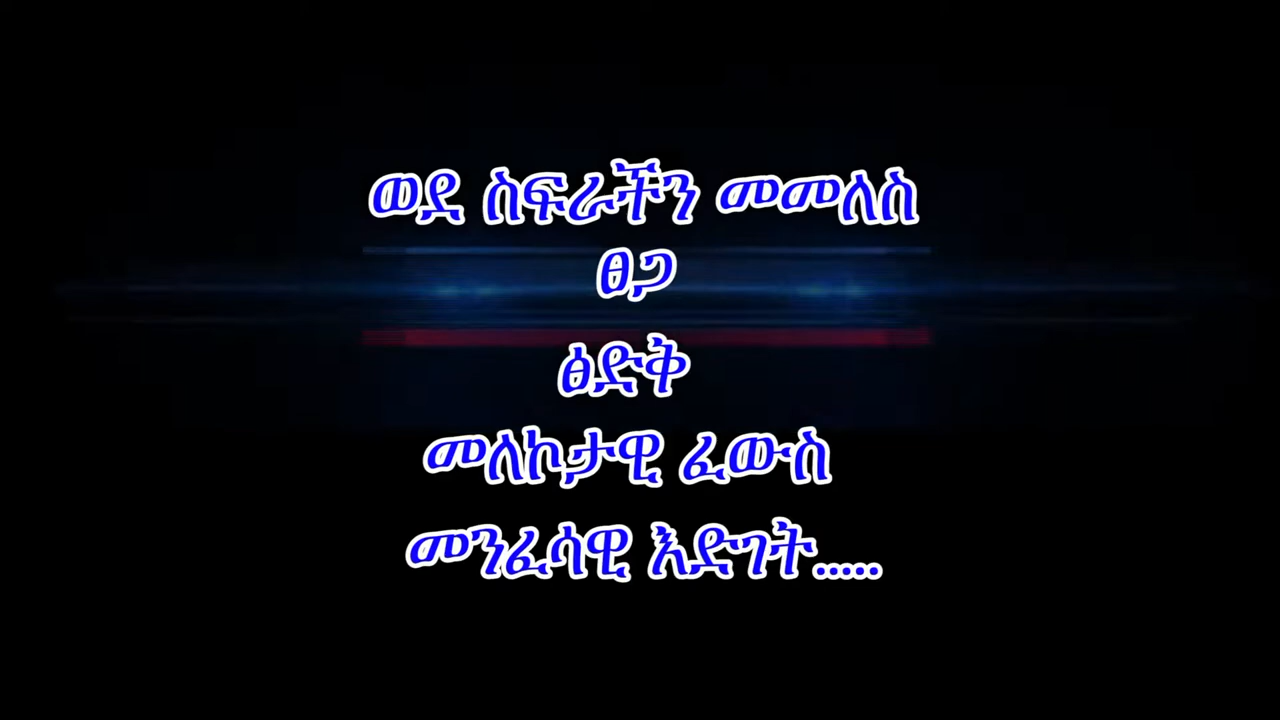 ወደ ስፍራችን መመለስ
ፀጋ
ፅድቅ
መለኮታዊ ፈውስ
መንፈሳዊ እድገት.....